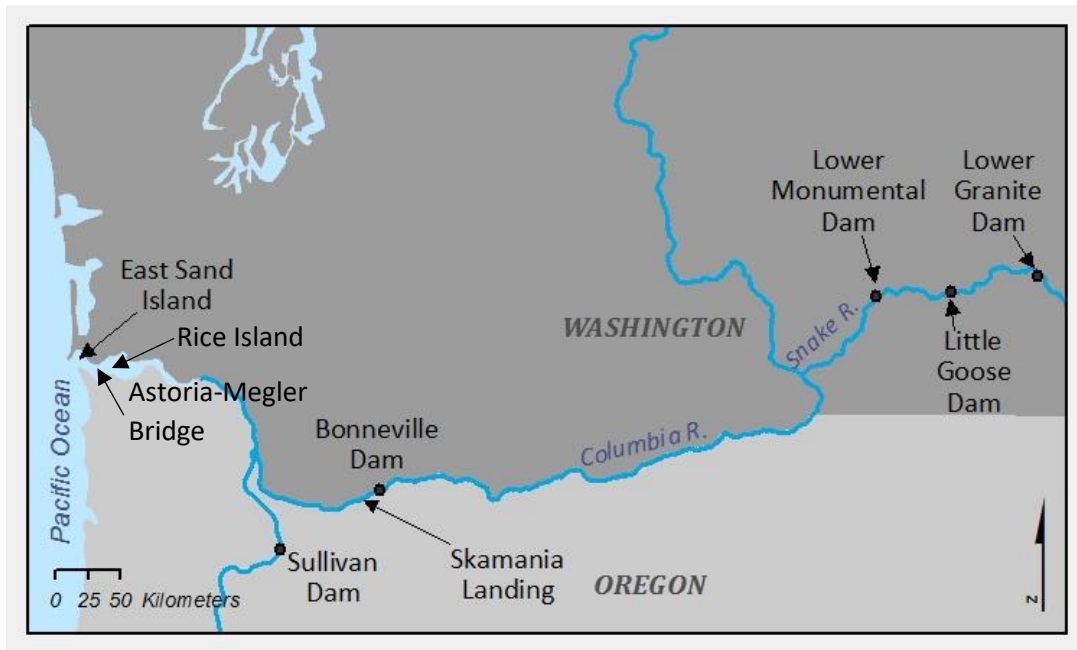 Lower
Monumental
Dam
Lower
Granite
Dam
East Sand
Island
Rice Island
Astoria-Megler
Bridge
WASHINGTON
Snake R.
Little
Goose
Dam
Pacific Ocean
Bonneville
Dam
Columbia R.
Skamania
Landing
Sullivan
Dam
OREGON
0 25 50 Kilometers
N